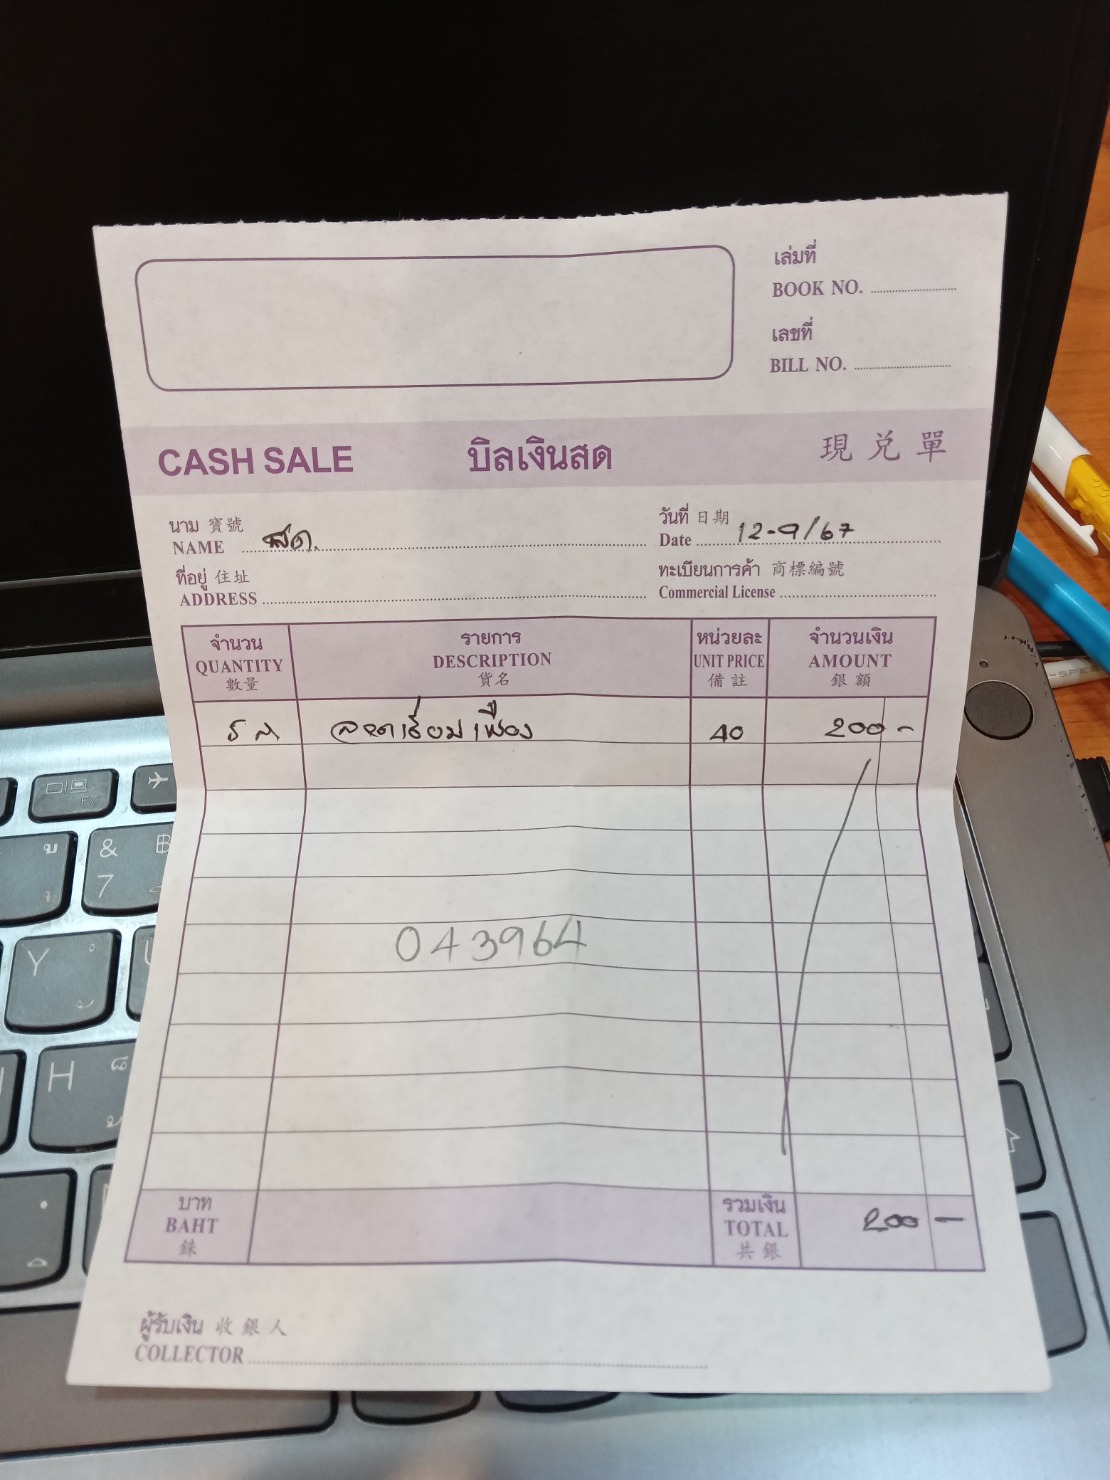 เล่มที่
BOOK NO.
เลขที่
BILL NO.
CASH SALE บิลเงินสด 現兑單
นาม 寶號
NAME สด.
วันที่ 日期
Date 12-9/67
ที่อยู่ 住址
ADDRESS
ทะเบียนการค้า 商標編號
Commercial License
จำนวน รายการ หน่วยละ จำนวนเงิน
QUANTITY DESCRIPTION UNIT PRICE AMOUNT
數量 貨名 備註 銀額
5 40 200 -
043964
บาท รวมเงิน
BAHT TOTAL 200 -
銖 共銀
ผู้รับเงิน 收銀人
COLLECTOR